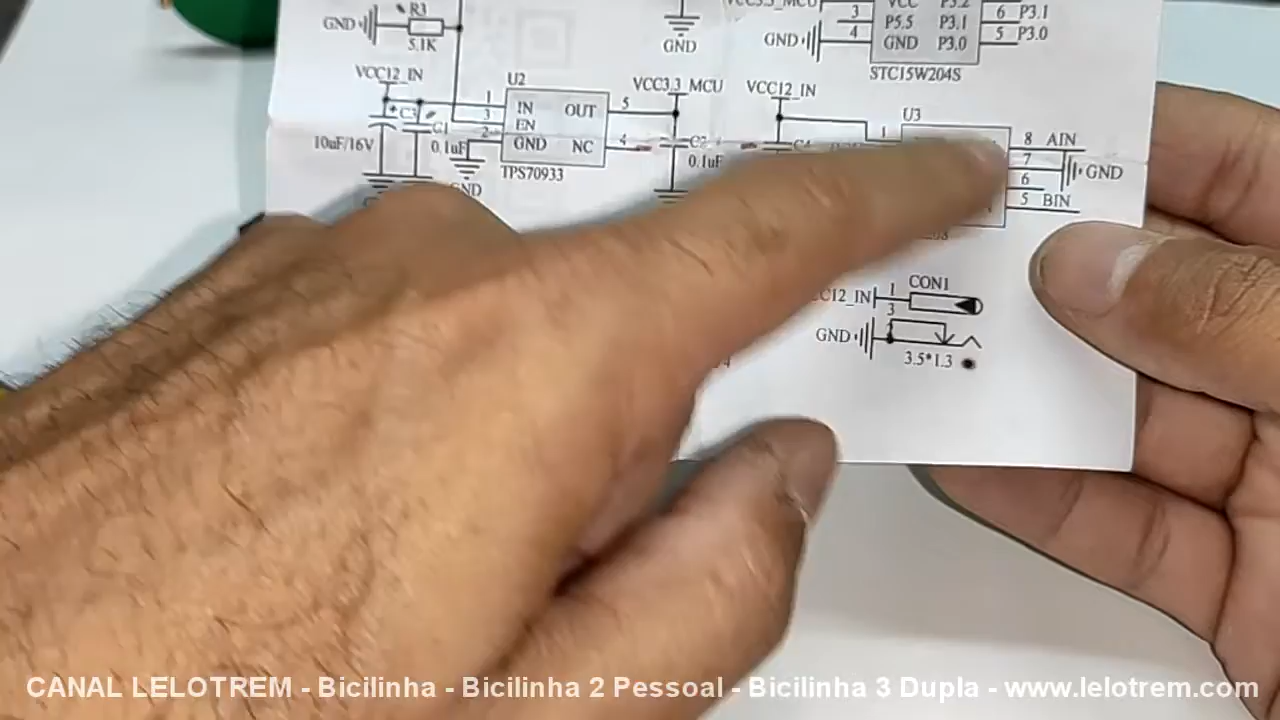 R3
GND
5.1K
GND
VCC3.3_MCU
3
4
GND
VCC P3.2
P5.5 P3.1
GND P3.0
6 P3.1
5 P3.0
STC15W204S
VCC12_IN
C3
10uF/16V
C1
0.1uF
GND
1
3
2
U2
IN OUT
EN
GND NC
TPS70933
5
4
VCC3.3_MCU
C2
0.1uF
VCC12_IN
C4
1
U3
8 AIN
7
GND
6
5 BIN
CON1
1
3
GND
3.5*1.3
CANAL LELOTREM - Bicilinha - Bicilinha 2 Pessoal - Bicilinha 3 Dupla - www.lelotrem.com